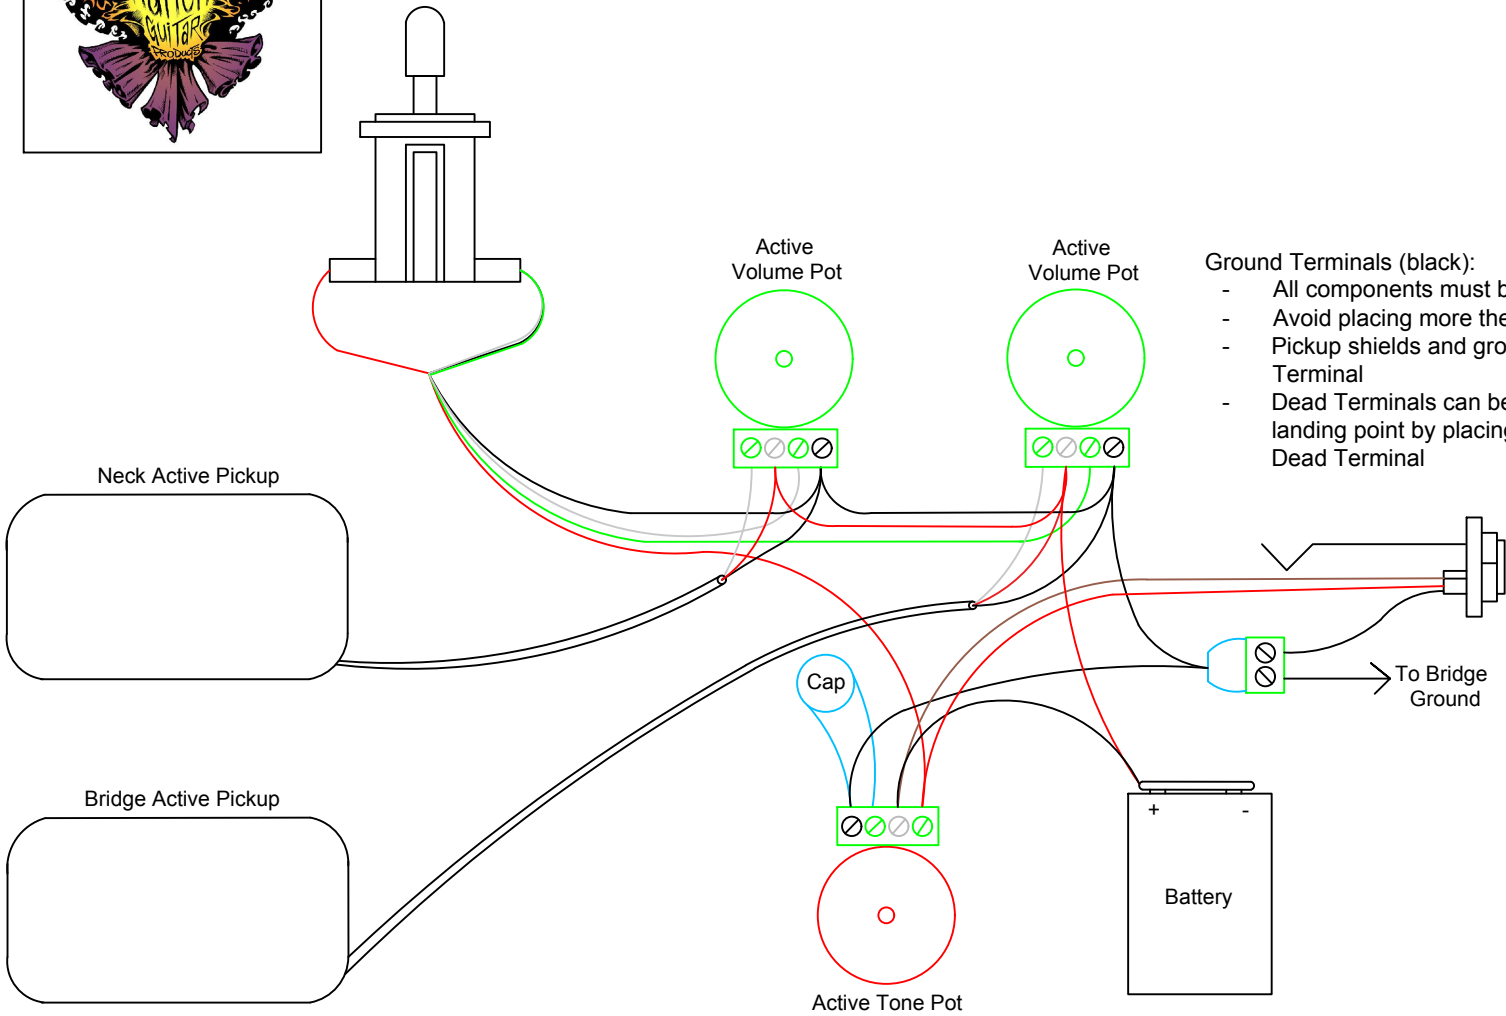 GUITAR
PRODUCTS
Active
Volume Pot
Active
Volume Pot
Ground Terminals (black):
- All components must b
- Avoid placing more the
- Pickup shields and gro
Terminal
- Dead Terminals can be
landing point by placing
Dead Terminal
Neck Active Pickup
Cap
To Bridge
Ground
Bridge Active Pickup
+ -
Battery
Active Tone Pot